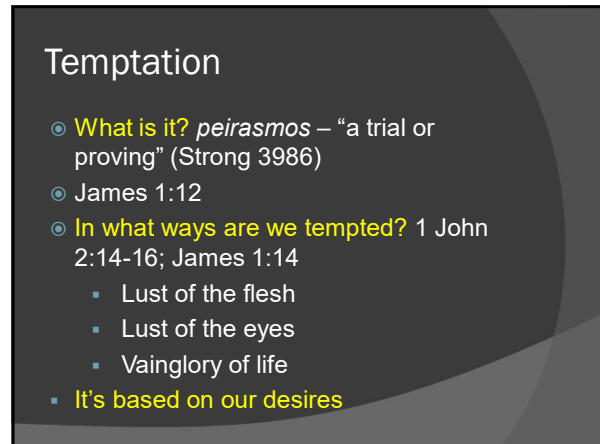 Temptation
What is it? peirasmos – “a trial or
proving” (Strong 3986)
James 1:12
In what ways are we tempted? 1 John
2:14-16; James 1:14
Lust of the flesh
Lust of the eyes
Vainglory of life
It’s based on our desires